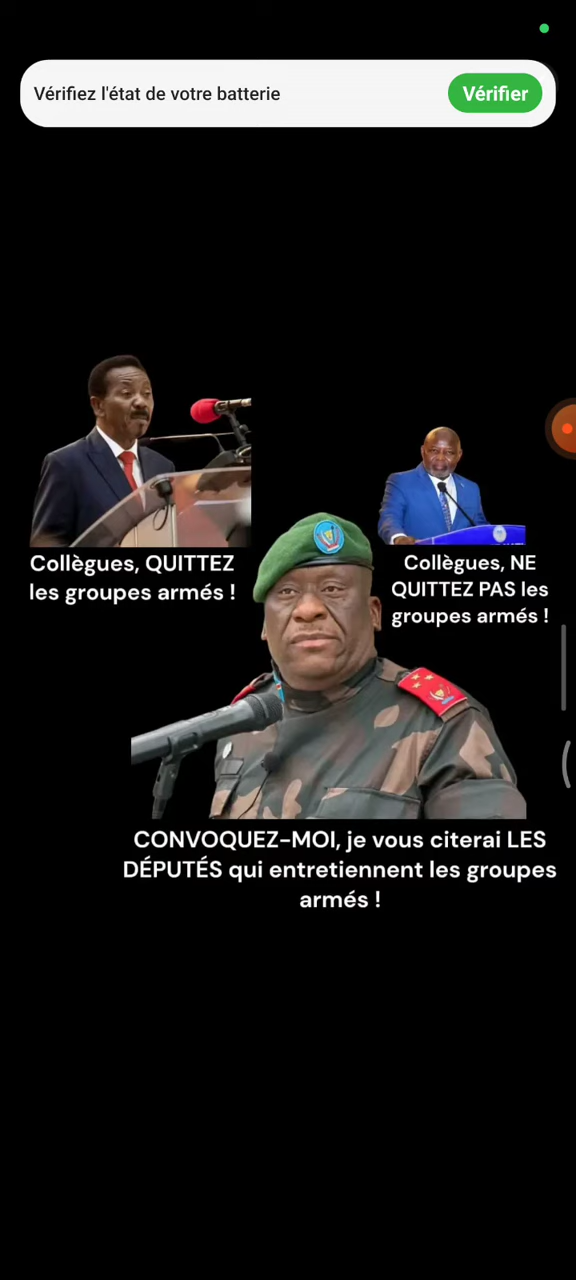 Vérifiez l'état de votre batterie
Vérifier
Collègues, QUITTEZ
les groupes armés !
Collègues, NE
QUITTEZ PAS les
groupes armés !
CONVOQUEZ-MOI, je vous citerai LES
DÉPUTÉS qui entretiennent les groupes
armés !